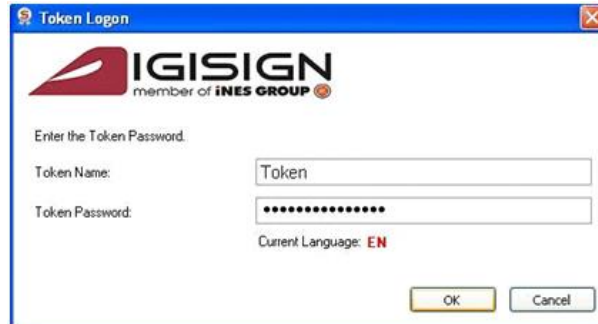 Token Logon
IGISIGN
member of iNES GROUP
Enter the Token Password.
Token Name: Token
Token Password: •••••••••••••••
Current Language: EN
OK Cancel